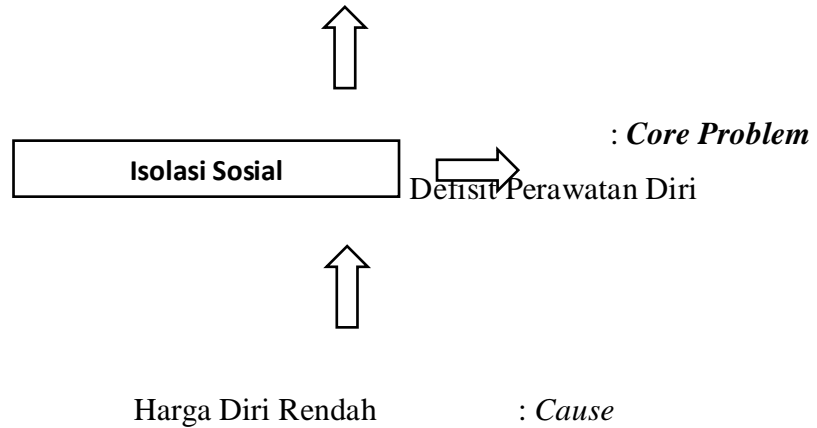 : Core Problem
Isolasi Sosial
Defisit Perawatan Diri
Harga Diri Rendah : Cause